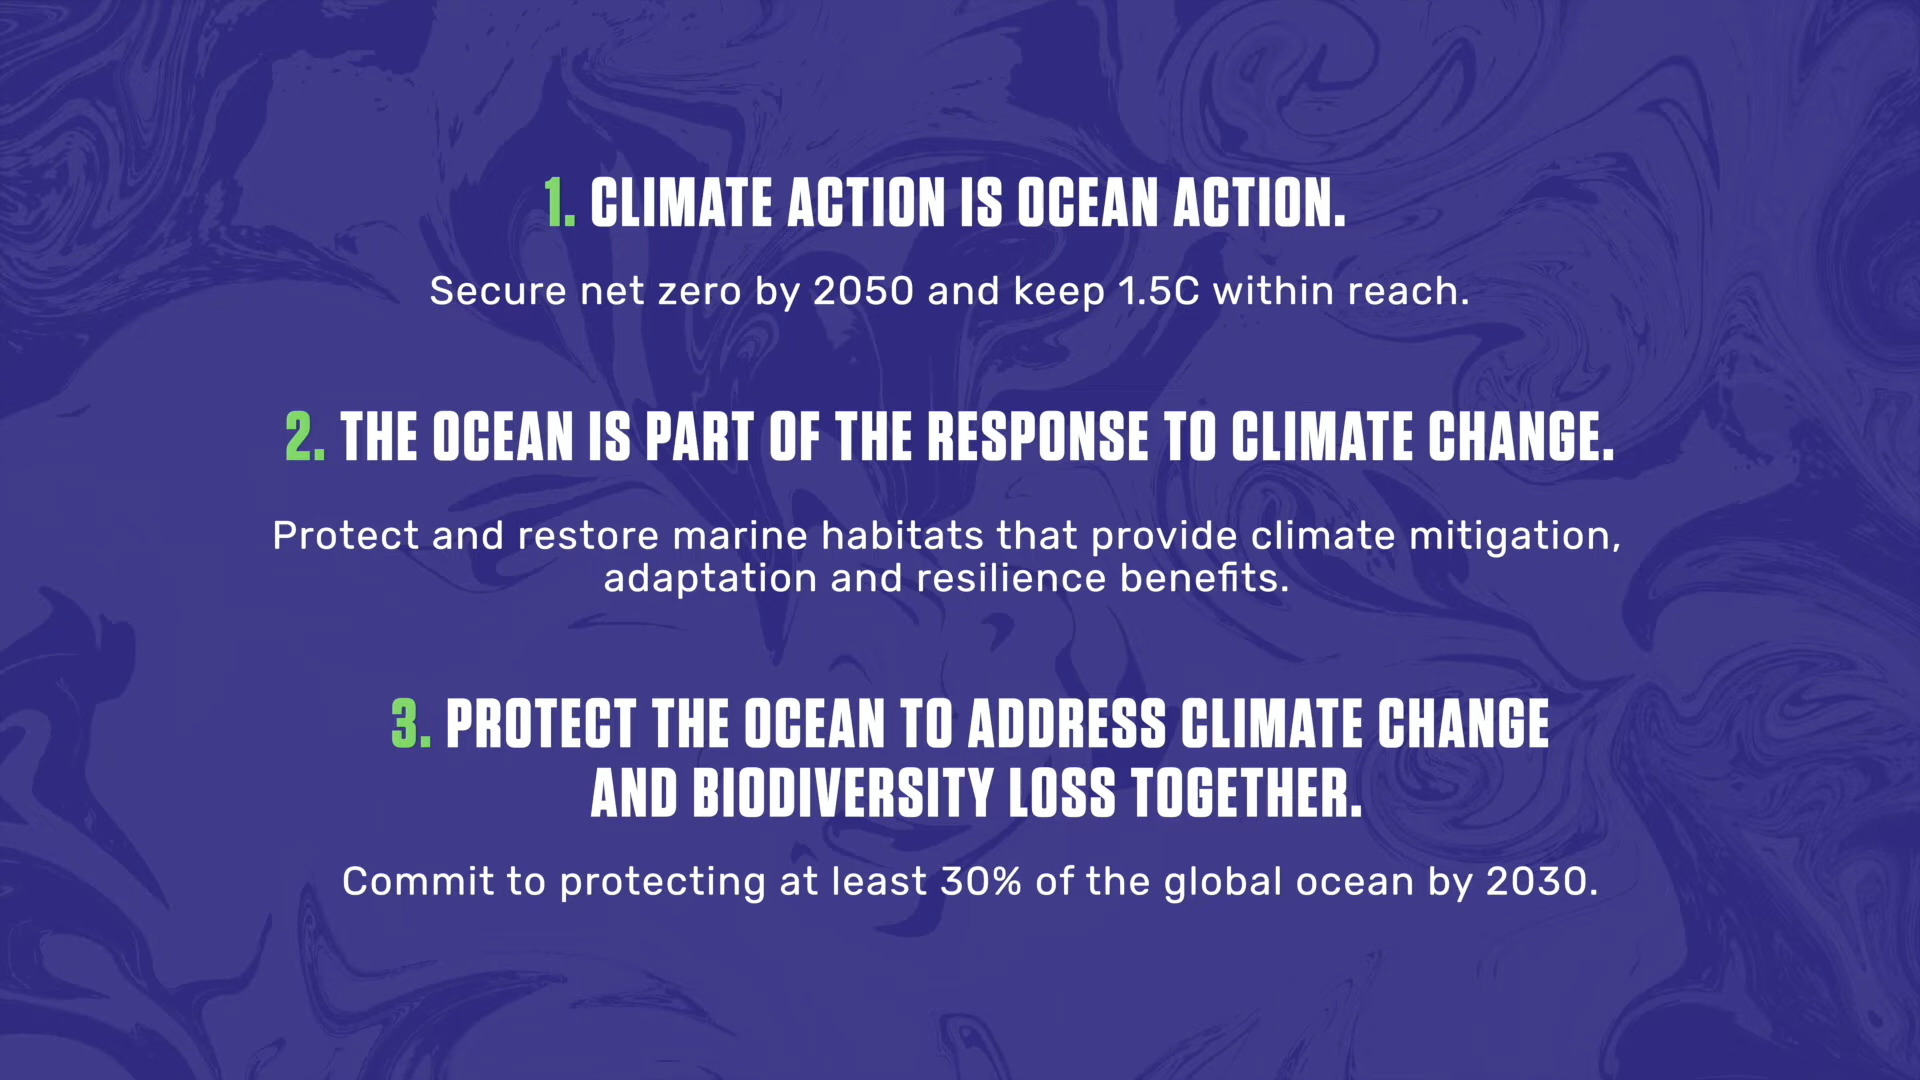 1. CLIMATE ACTION IS OCEAN ACTION.
Secure net zero by 2050 and keep 1.5C within reach.
2. THE OCEAN IS PART OF THE RESPONSE TO CLIMATE CHANGE.
Protect and restore marine habitats that provide climate mitigation,
adaptation and resilience benefits.
3. PROTECT THE OCEAN TO ADDRESS CLIMATE CHANGE
AND BIODIVERSITY LOSS TOGETHER.
Commit to protecting at least 30% of the global ocean by 2030.